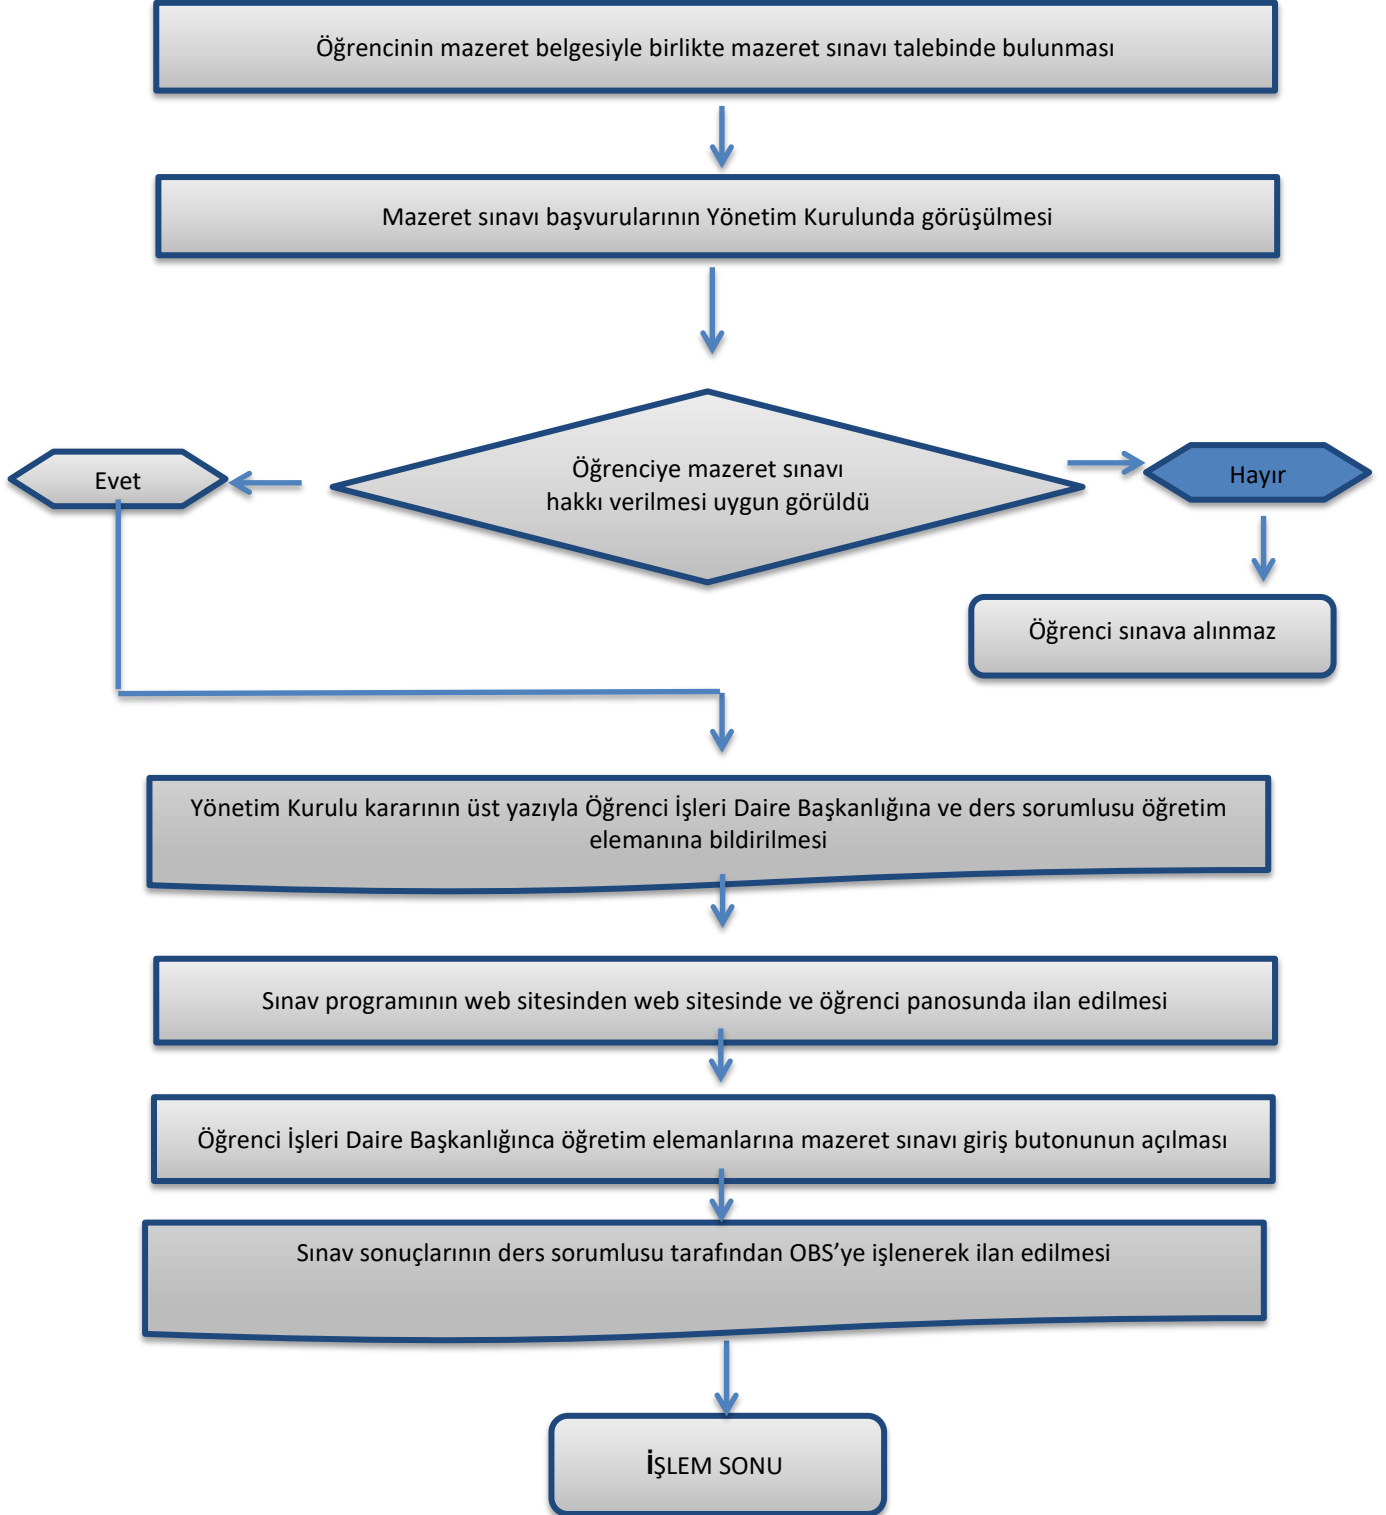 Öğrencinin mazeret belgesiyle birlikte mazeret sınavı talebinde bulunması
Mazeret sınavı başvurularının Yönetim Kurulunda görüşülmesi
Öğrenciye mazeret sınavı
hakkı verilmesi uygun görüldü
Evet
Hayır
Öğrenci sınava alınmaz
Yönetim Kurulu kararının üst yazıyla Öğrenci İşleri Daire Başkanlığına ve ders sorumlusu öğretim
elemanına bildirilmesi
Sınav programının web sitesinden web sitesinde ve öğrenci panosunda ilan edilmesi
Öğrenci İşleri Daire Başkanlığınca öğretim elemanlarına mazeret sınavı giriş butonunun açılması
Sınav sonuçlarının ders sorumlusu tarafından OBS’ye işlenerek ilan edilmesi
İŞLEM SONU